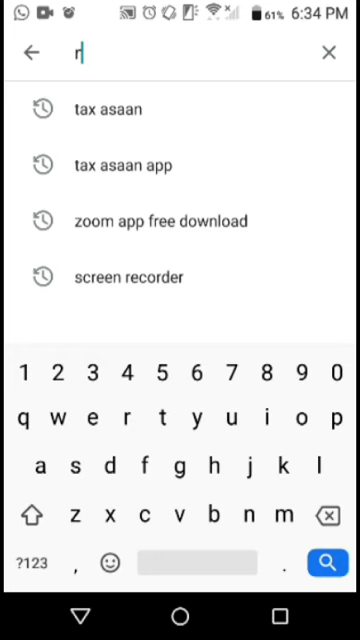 61% 6:34 PM
r
tax asaan
tax asaan app
zoom app free download
screen recorder
1 2 3 4 5 6 7 8 9 0
q w e r t y u i o p
a s d f g h j k l
z x c v b n m
?123 , .